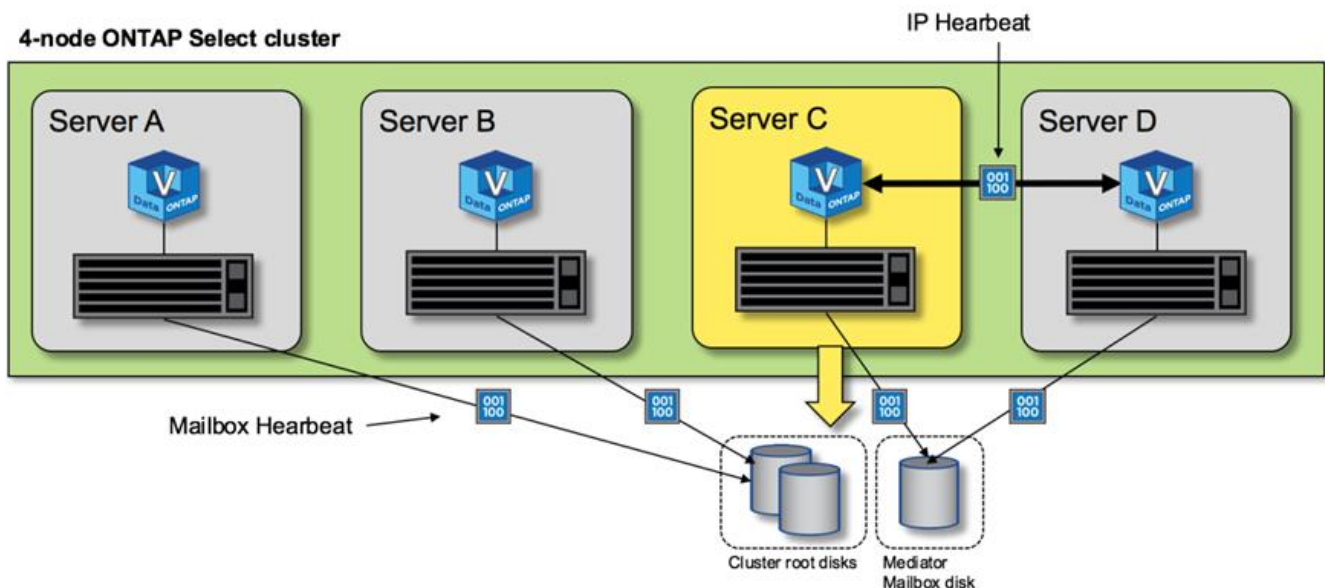 IP Hearbeat
4-node ONTAP Select cluster
Server A
Server B
Server C
Server D
V
Data ONTAP
V
Data ONTAP
V
Data ONTAP
V
Data ONTAP
001
100
Mailbox Hearbeat
001
100
001
100
001
100
001
100
Cluster root disks
Mediator
Mailbox disk